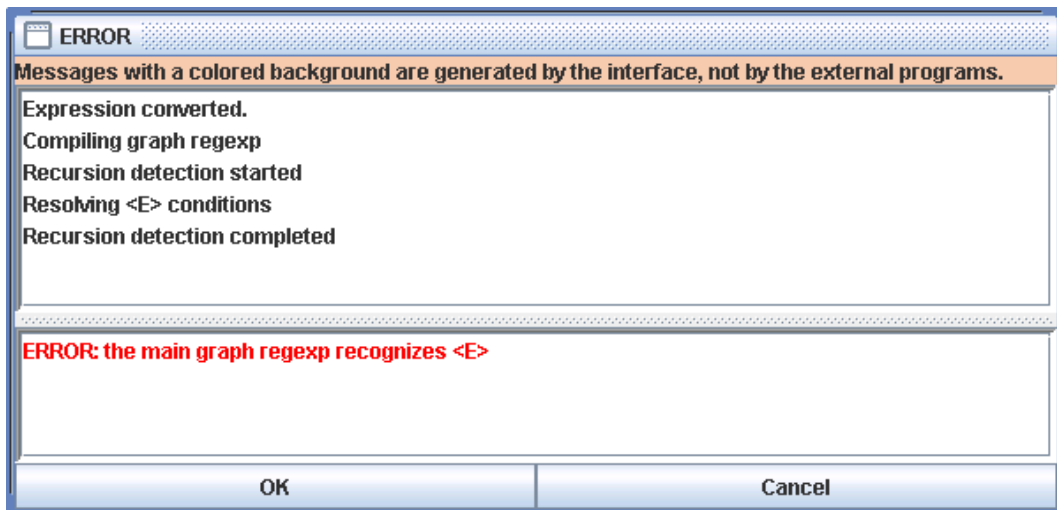 ERROR
Messages with a colored background are generated by the interface, not by the external programs.
Expression converted.
Compiling graph regexp
Recursion detection started
Resolving <E> conditions
Recursion detection completed
ERROR: the main graph regexp recognizes <E>
OK
Cancel